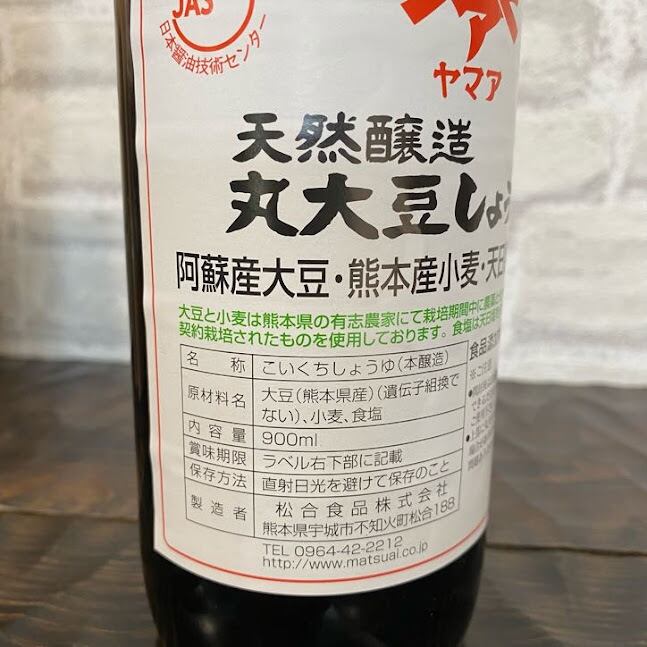 JAS
日本醤油技術センター
ヤマア
天然醸造
丸大豆しょう
阿蘇産大豆・熊本産小麦・天日
大豆と小麦は熊本県の有志農家にて栽培期間中に農薬
契約栽培されたものを使用しております。食塩は天日塩
名称 こいくちしょうゆ(本醸造)
原材料名 大豆(熊本県産)(遺伝子組換で
ない)、小麦、食塩
内容量 900ml
賞味期限 ラベル右下部に記載
保存方法 直射日光を避けて保存のこと
製造者 松合食品株式会社
熊本県宇城市不知火町松合188
TEL 0964-42-2212
http://www.matsuai.co.jp
食品添